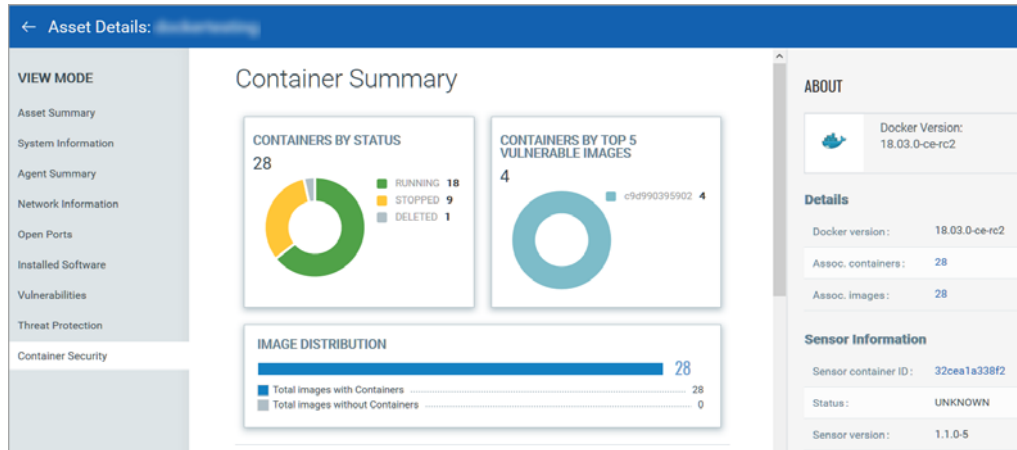 ← Asset Details:
VIEW MODE
Asset Summary
System Information
Agent Summary
Network Information
Open Ports
Installed Software
Vulnerabilities
Threat Protection
Container Security
Container Summary
CONTAINERS BY STATUS
28
RUNNING 18
STOPPED 9
DELETED 1
CONTAINERS BY TOP 5
VULNERABLE IMAGES
4
c9d990395902 4
IMAGE DISTRIBUTION
28
Total images with Containers 28
Total images without Containers 0
ABOUT
Docker Version:
18.03.0-ce-rc2
Details
Docker version: 18.03.0-ce-rc2
Assoc. containers: 28
Assoc. images: 28
Sensor Information
Sensor container ID: 32cea1a338f2
Status: UNKNOWN
Sensor version: 1.1.0-5